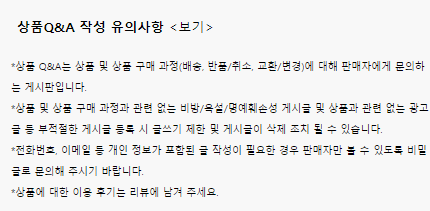 상품Q&A 작성 유의사항 <보기>
*상품 Q&A는 상품 및 상품 구매 과정(배송, 반품/취소, 교환/변경)에 대해 판매자에게 문의하
는 게시판입니다.
*상품 및 상품 구매 과정과 관련 없는 비방/욕설/명예훼손성 게시글 및 상품과 관련 없는 광고
글 등 부적절한 게시글 등록 시 글쓰기 제한 및 게시글이 삭제 조치 될 수 있습니다.
*전화번호, 이메일 등 개인 정보가 포함된 글 작성이 필요한 경우 판매자만 볼 수 있도록 비밀
글로 문의해 주시기 바랍니다.
*상품에 대한 이용 후기는 리뷰에 남겨 주세요.